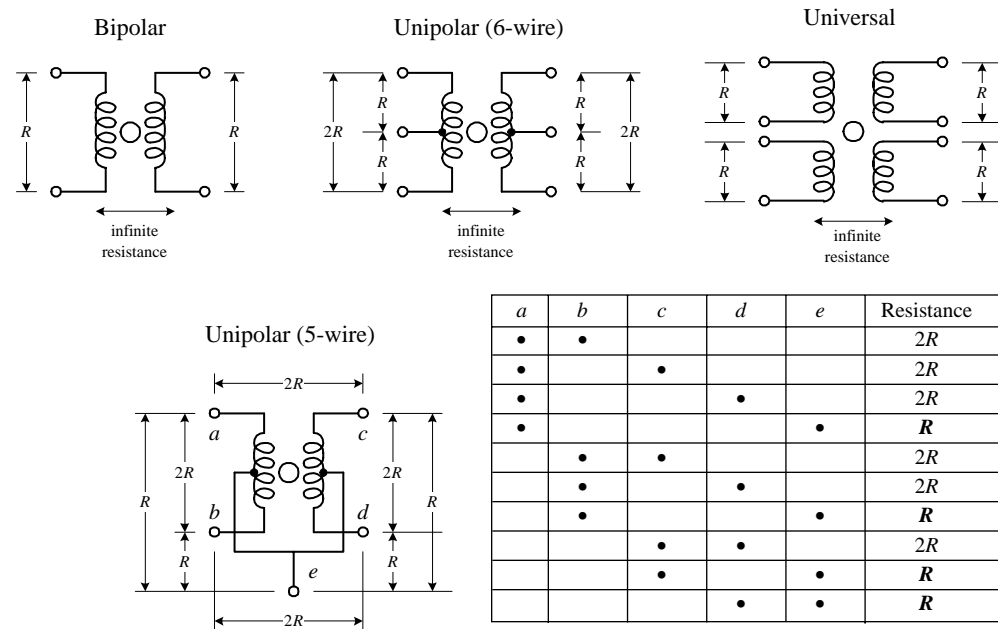 Bipolar
R
R
infinite
resistance
Unipolar (6-wire)
2R
R
R
R
R
2R
infinite
resistance
Universal
R
R
R
R
infinite
resistance
Unipolar (5-wire)
2R
a
c
R
2R
2R
R
b
d
R
R
e
2R
a b c d e Resistance
• • 2R
• • 2R
• • 2R
• • R
• • 2R
• • 2R
• • R
• • 2R
• • R
• • R